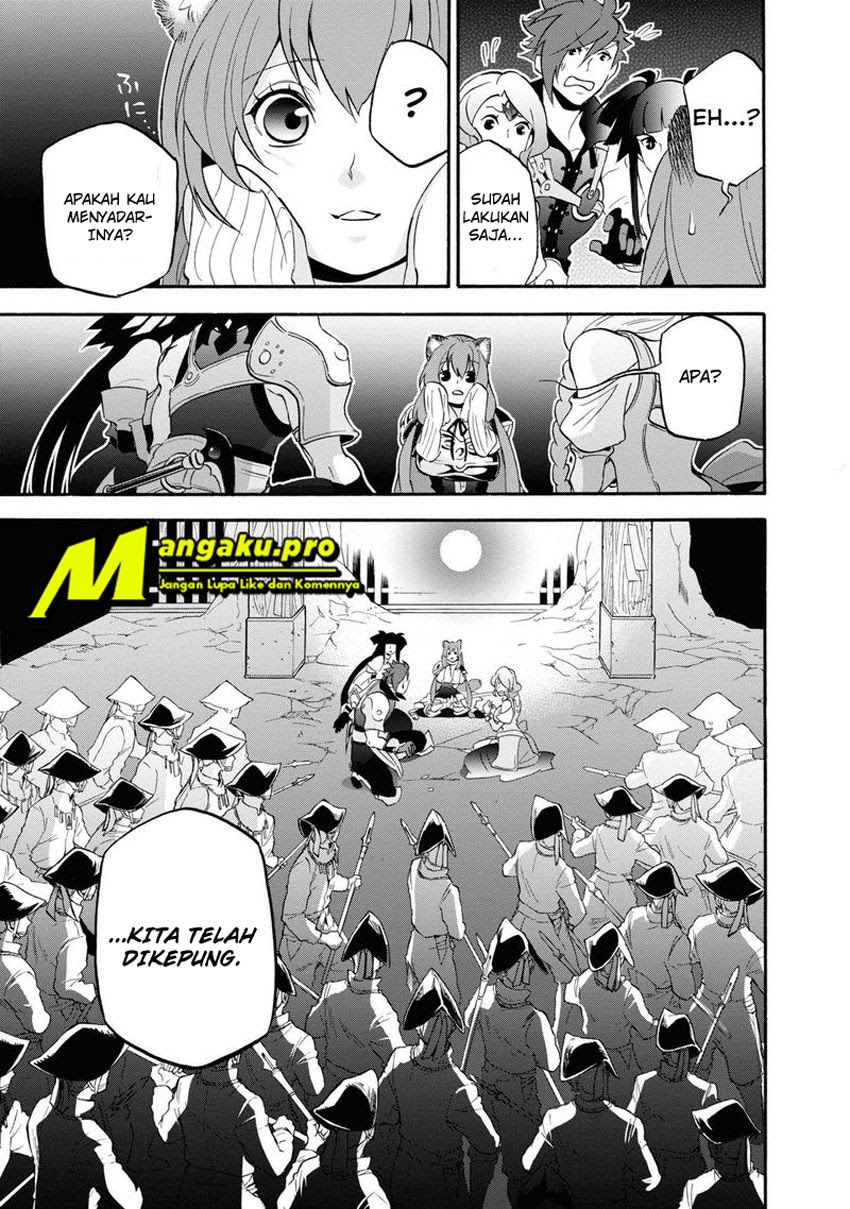 EH...?
SUDAH
LAKUKAN
SAJA...
?
ふに...
APAKAH KAU
MENYADAR-
INYA?
APA?
Mangaku.pro
Jangan Lupa Like dan Komennya
...KITA TELAH
DIKEPUNG.